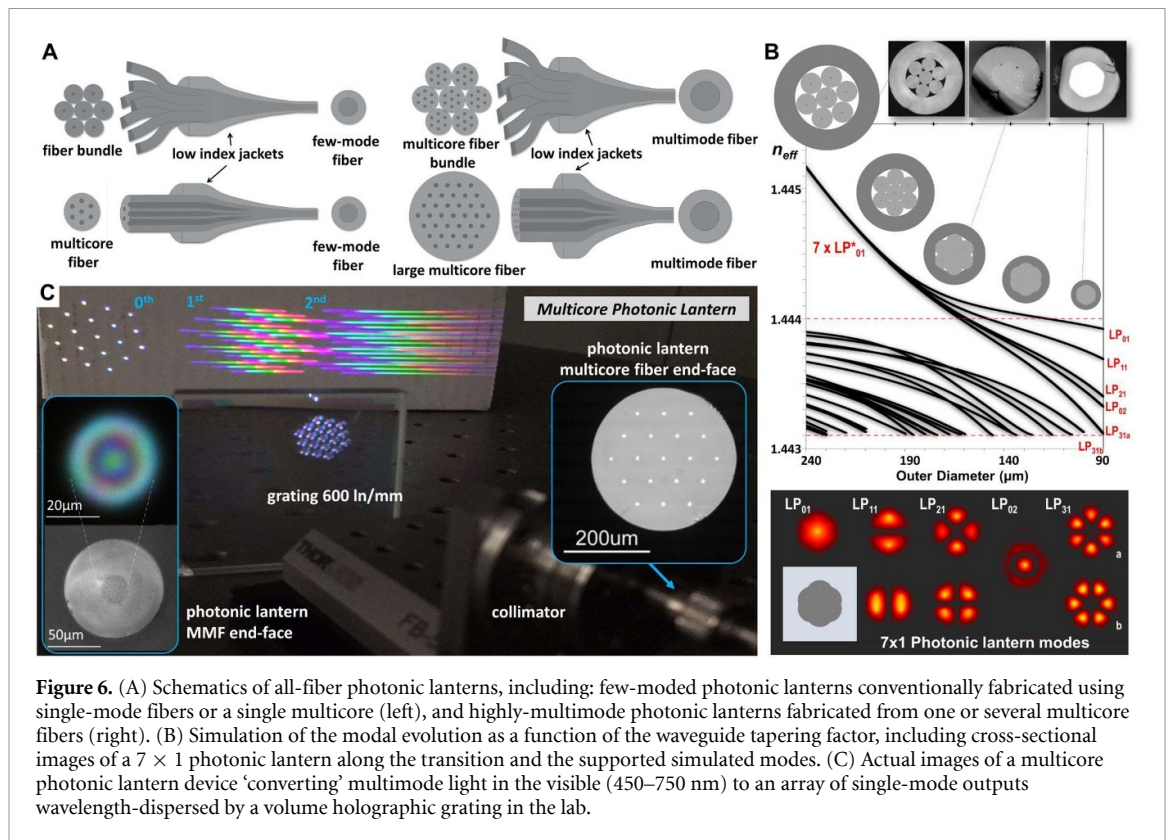 A
fiber bundle
low index jackets
few-mode
fiber
multicore fiber
bundle
low index jackets
multimode fiber
multicore
fiber
few-mode
fiber
large multicore fiber
multimode fiber
B
n_eff
1.445
7 x LP*01
1.444
LP01
LP11
LP21
LP02
LP31a
LP31b
1.443
240
190
140
90
Outer Diameter (µm)
LP01
LP11
LP21
LP02
LP31
a
b
7x1 Photonic lantern modes
C
0th
1st
2nd
Multicore Photonic Lantern
photonic lantern
multicore fiber end-face
200um
20µm
50µm
grating 600 ln/mm
photonic lantern
MMF end-face
collimator
THORLABS
FB-
Figure 6. (A) Schematics of all-fiber photonic lanterns, including: few-moded photonic lanterns conventionally fabricated using
single-mode fibers or a single multicore (left), and highly-multimode photonic lanterns fabricated from one or several multicore
fibers (right). (B) Simulation of the modal evolution as a function of the waveguide tapering factor, including cross-sectional
images of a 7 × 1 photonic lantern along the transition and the supported simulated modes. (C) Actual images of a multicore
photonic lantern device ‘converting’ multimode light in the visible (450–750 nm) to an array of single-mode outputs
wavelength-dispersed by a volume holographic grating in the lab.